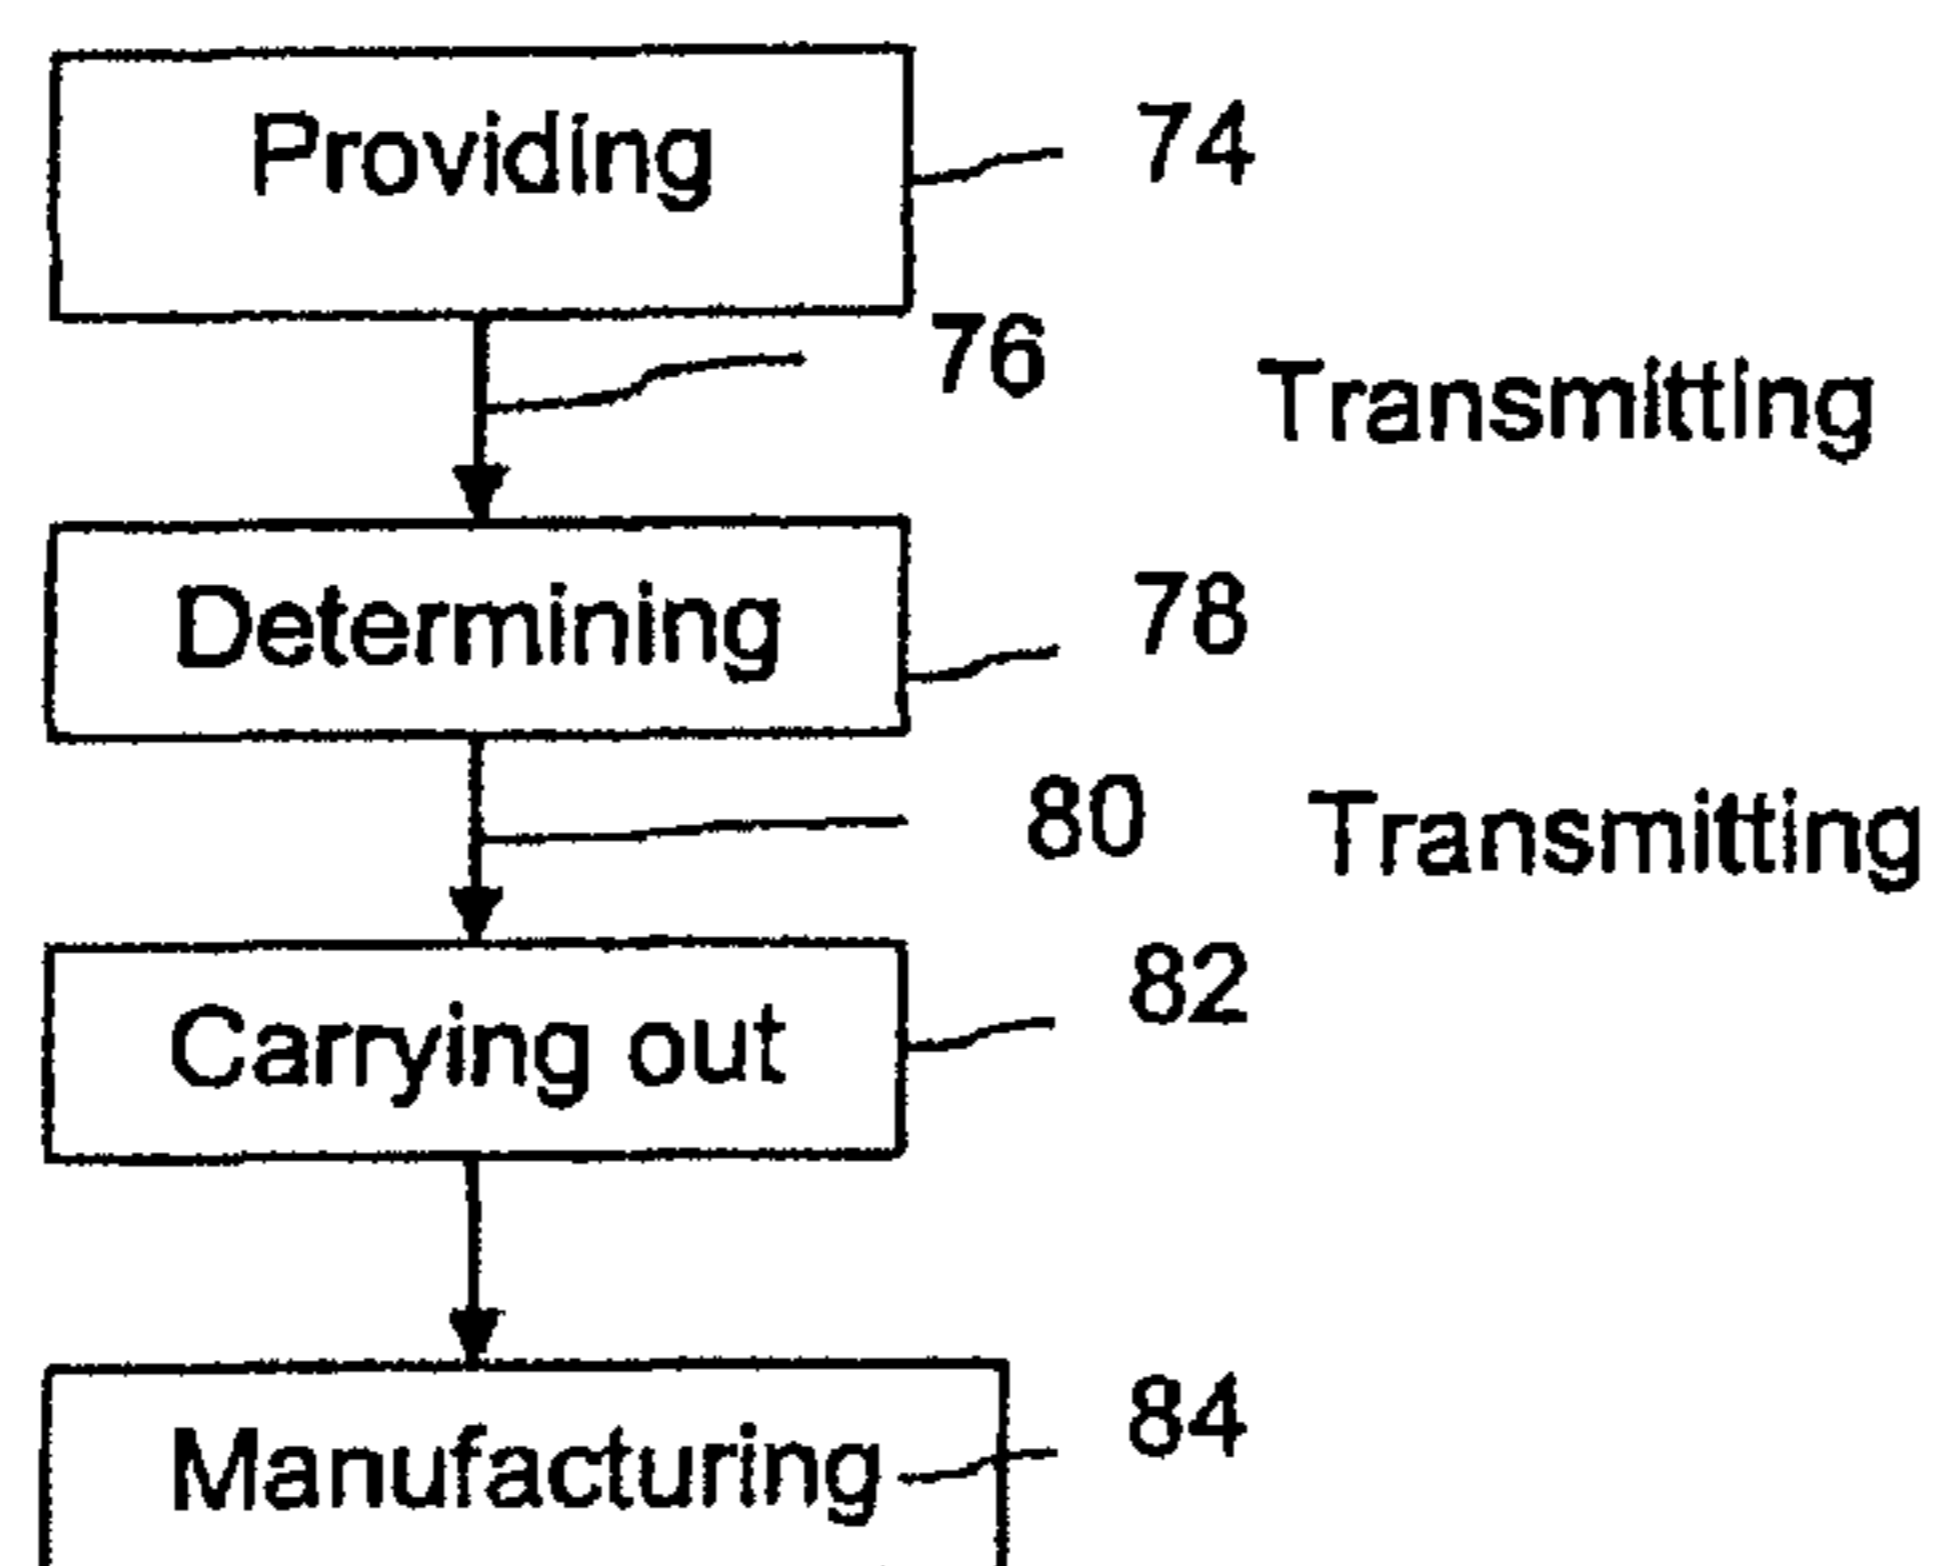 Providing
74
76 Transmitting
Determining
78
80 Transmitting
Carrying out
82
Manufacturing
84